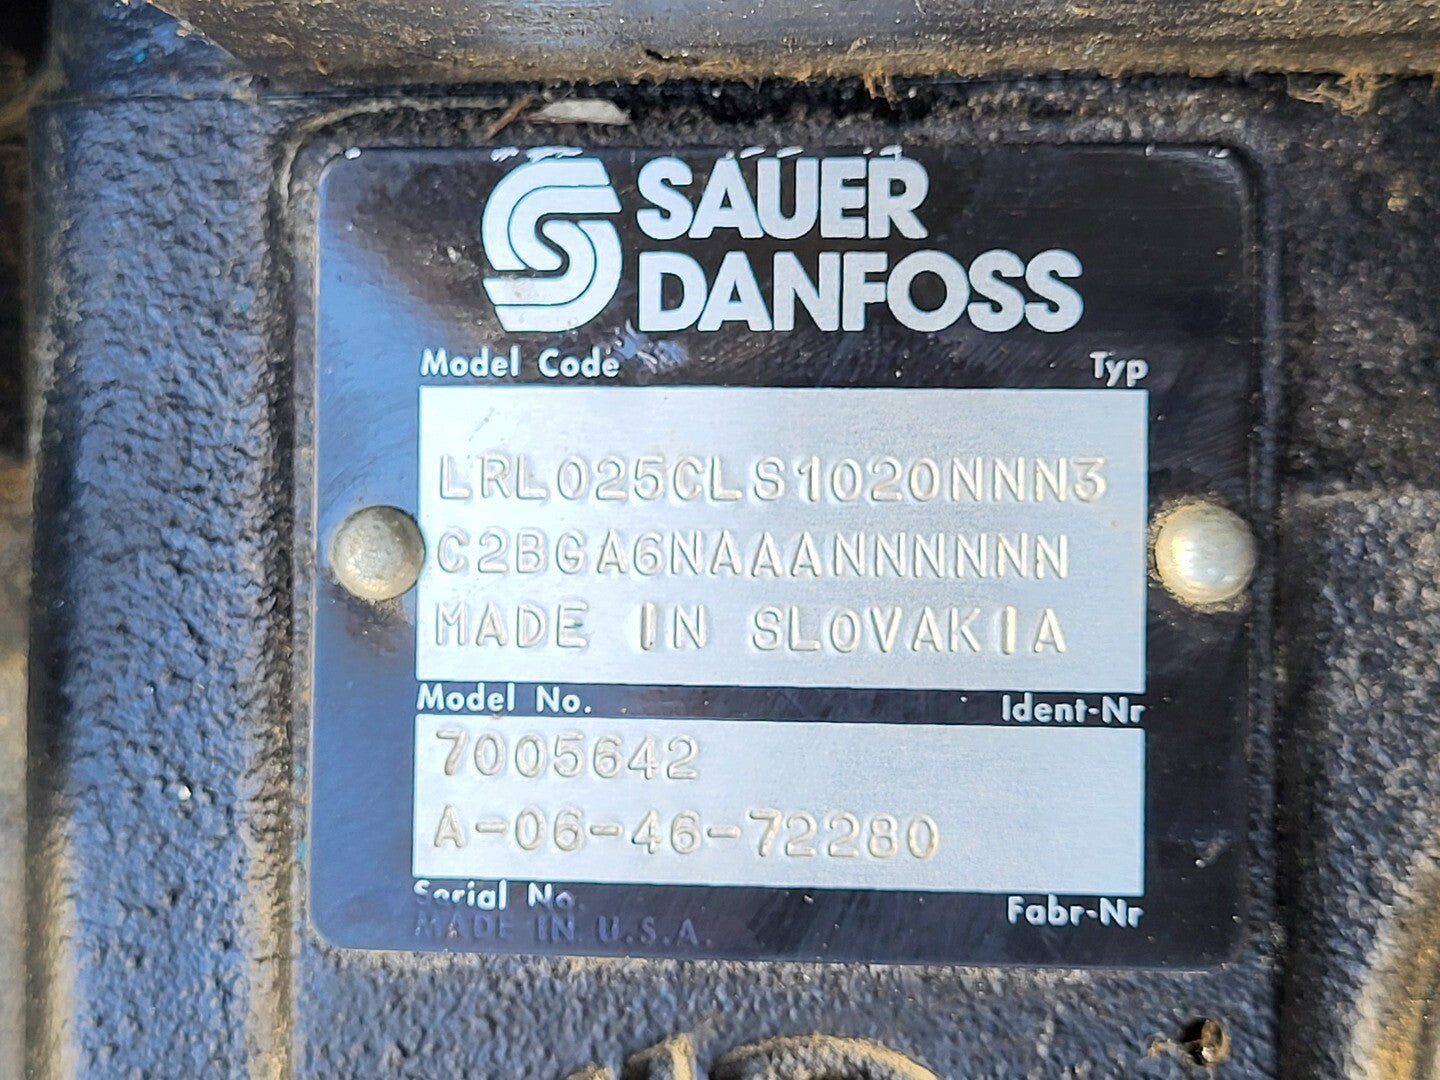 SAUER
DANFOSS
Model Code Typ
LRL025CLS1020NNN3
C2BGA6NAAANNNNNN
MADE IN SLOVAKIA
Model No. Ident-Nr
7005642
A-06-46-72280
Serial No. Fabr-Nr
MADE IN U.S.A.